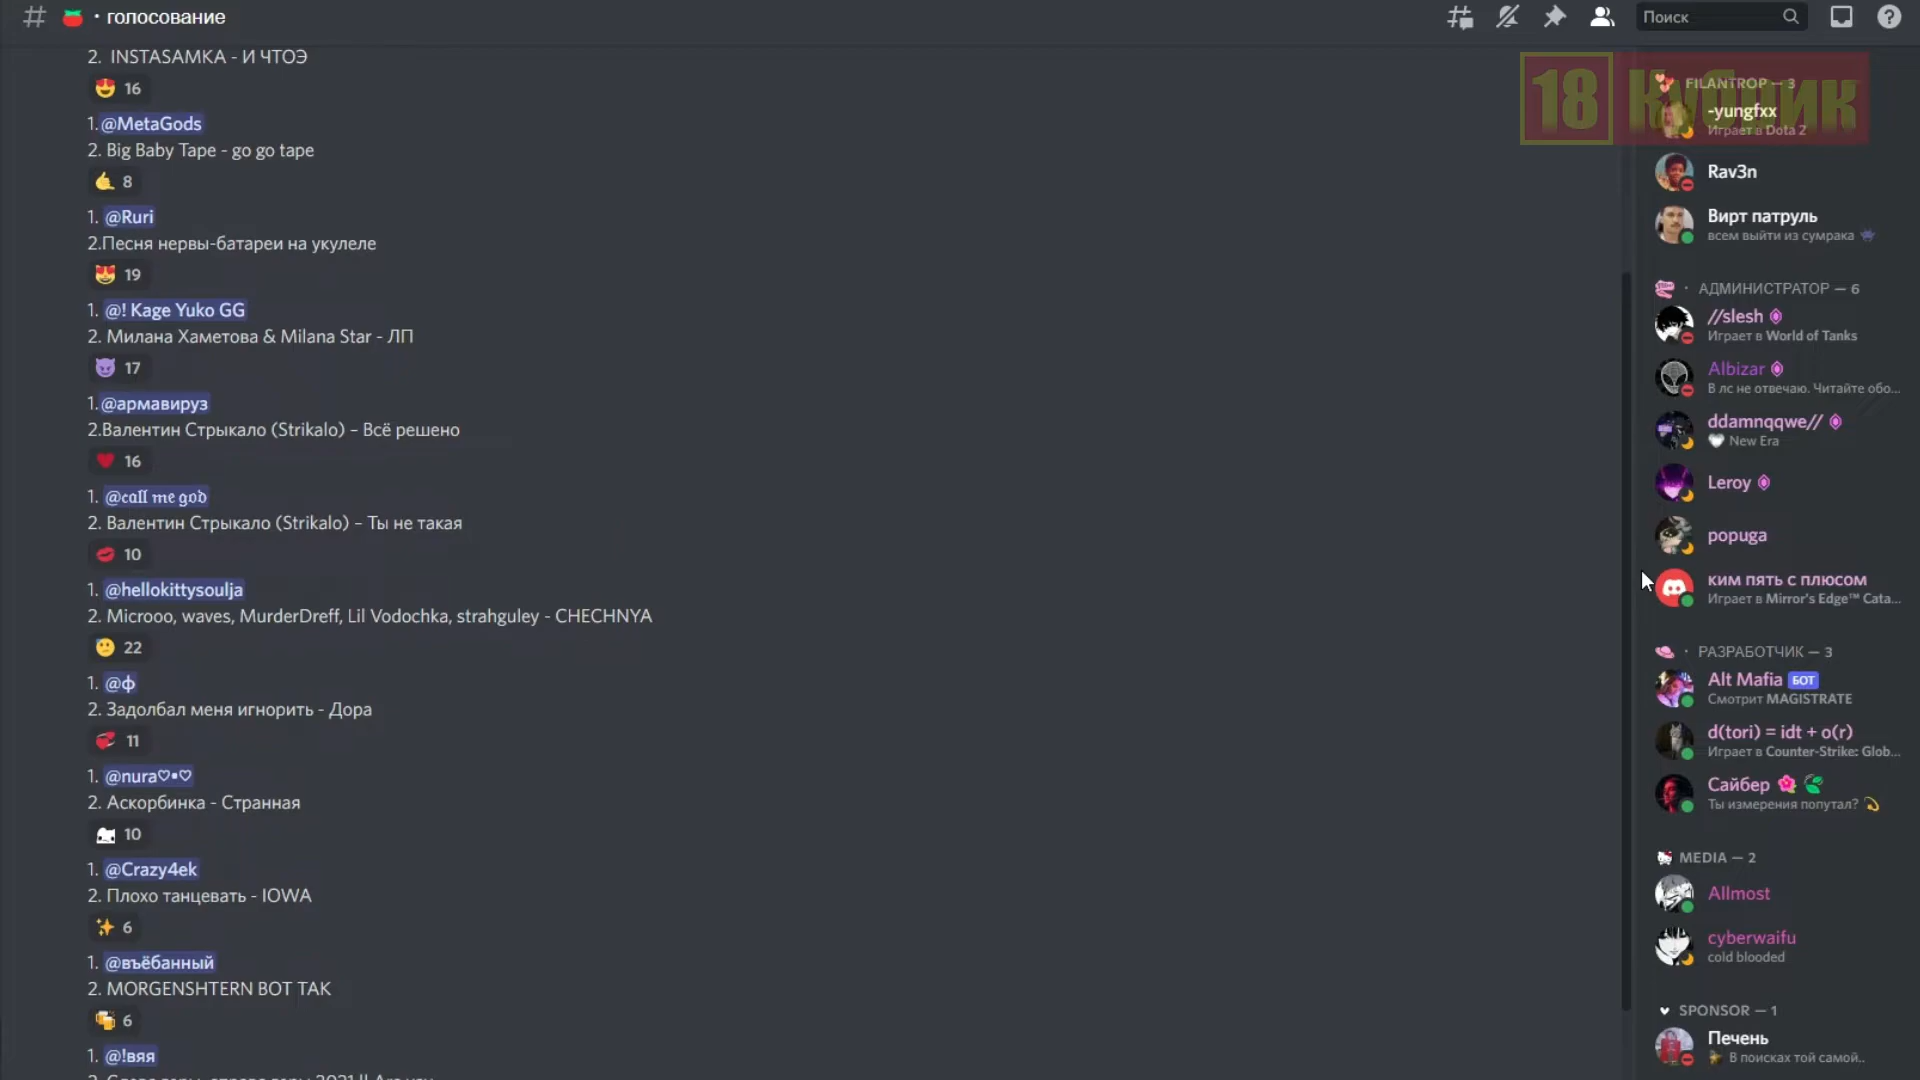 · голосование
Поиск
2. INSTASAMKA - И ЧТОЭ
16
1.@MetaGods
2. Big Baby Tape - go go tape
8
1. @Ruri
2.Песня нервы-батареи на укулеле
19
1. @! Kage Yuko GG
2. Милана Хаметова & Milana Star - ЛП
17
1.@армавируз
2.Валентин Стрыкало (Strikalo) – Всё решено
16
1. @𝔠𝔞𝔩𝔩 𝔪𝔢 𝔤𝔬𝔡
2. Валентин Стрыкало (Strikalo) – Ты не такая
10
1. @hellokittysoulja
2. Microoo, waves, MurderDreff, Lil Vodochka, strahguley - CHECHNYA
22
1. @ф
2. Задолбал меня игнорить - Дора
11
1. @nura♡•♡
2. Аскорбинка - Странная
10
1. @Crazy4ek
2. Плохо танцевать - IOWA
6
1. @въёбанный
2. MORGENSHTERN ВОТ ТАК
6
1. @!вяя
18 Кубрик
FILANTROP — 3
-yungfxx
Играет в Dota 2
Rav3n
Вирт патруль
всем выйти из сумрака
· АДМИНИСТРАТОР — 6
//slesh
Играет в World of Tanks
Albizar
В лс не отвечаю. Читайте обо...
ddamnqqwe//
New Era
Leroy
popuga
ким пять с плюсом
Играет в Mirror's Edge™ Cata...
· РАЗРАБОТЧИК — 3
Alt Mafia БОТ
Смотрит MAGISTRATE
d(tori) = idt + o(r)
Играет в Counter-Strike: Glob...
Сайбер
Ты измерения попутал?
MEDIA — 2
Allmost
cyberwaifu
cold blooded
SPONSOR — 1
Печень
В поисках той самой..